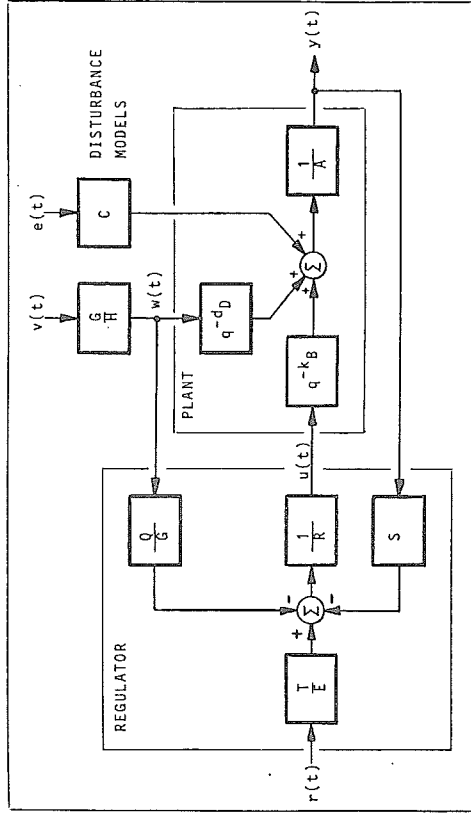 DISTURBANCE
MODELS
v(t)
e(t)
G
H
C
w(t)
REGULATOR
PLANT
Q
G
q^-d D
r(t)
T
E
+
-
-
Σ
1
R
u(t)
q^-k B
+
+
+
Σ
1
A
y(t)
S